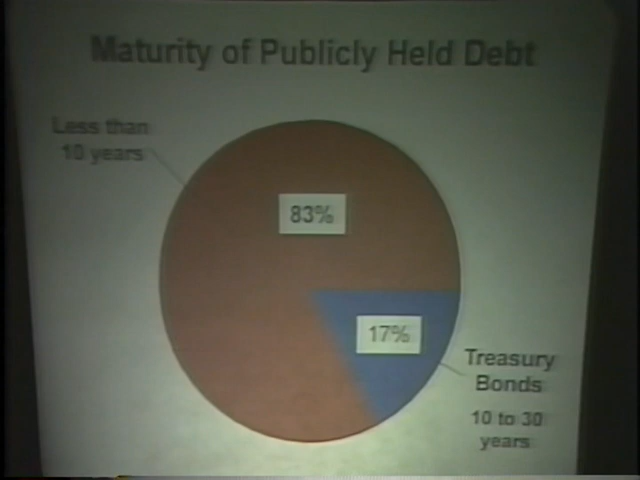 Maturity of Publicly Held Debt
Less than
10 years
83%
17%
Treasury
Bonds
10 to 30
years